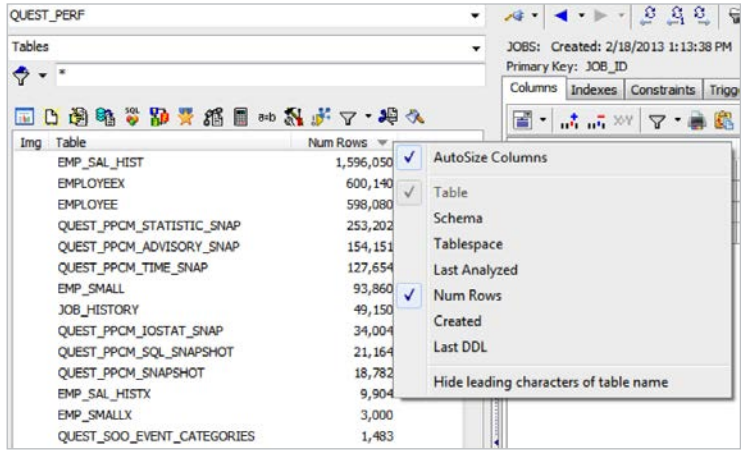 QUEST_PERF
Tables
*
Img Table Num Rows
EMP_SAL_HIST 1,596,050
EMPLOYEEX 600,140
EMPLOYEE 598,080
QUEST_PPCM_STATISTIC_SNAP 253,202
QUEST_PPCM_ADVISORY_SNAP 154,151
QUEST_PPCM_TIME_SNAP 127,654
EMP_SMALL 93,860
JOB_HISTORY 49,150
QUEST_PPCM_IOSTAT_SNAP 34,004
QUEST_PPCM_SQL_SNAPSHOT 21,164
QUEST_PPCM_SNAPSHOT 18,782
EMP_SAL_HISTX 9,904
EMP_SMALLX 3,000
QUEST_SOO_EVENT_CATEGORIES 1,483
JOBS: Created: 2/18/2013 1:13:38 PM
Primary Key: JOB_ID
Columns Indexes Constraints Trigg
AutoSize Columns
Table
Schema
Tablespace
Last Analyzed
Num Rows
Created
Last DDL
Hide leading characters of table name